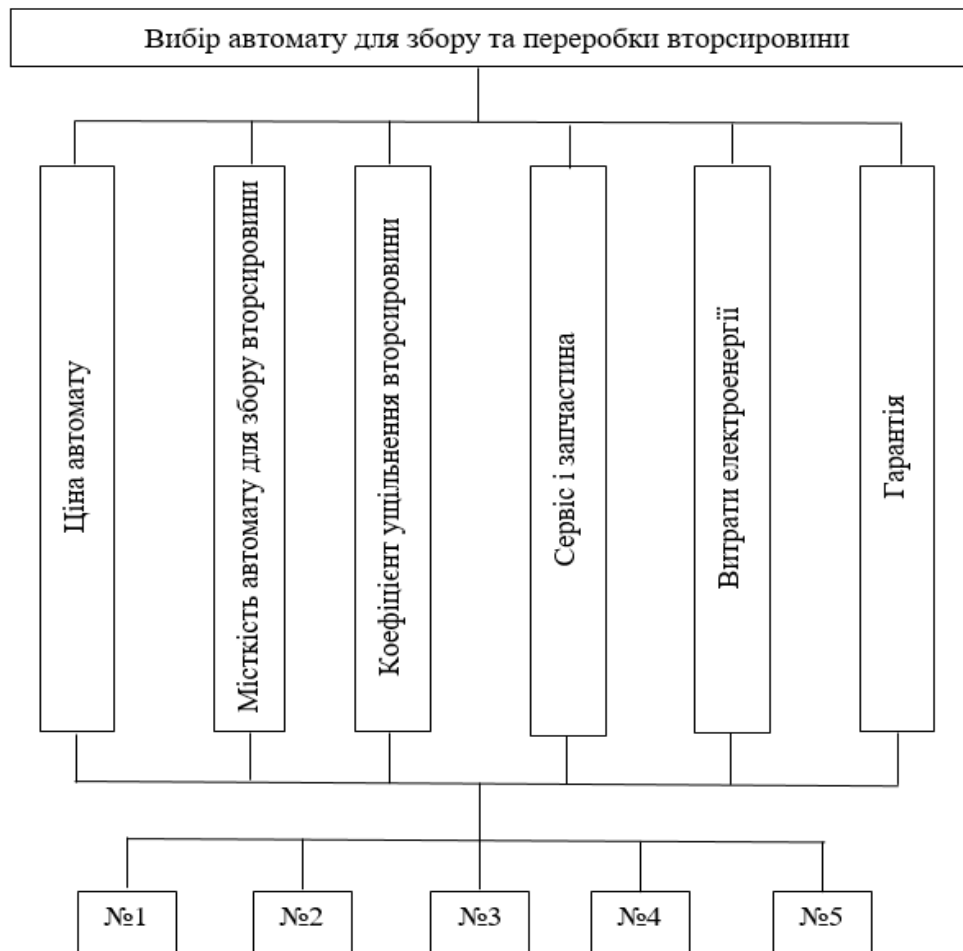 Вибір автомату для збору та переробки вторсировини
Ціна автомату
Місткість автомату для збору вторсировини
Коефіцієнт ущільнення вторсировини
Сервіс і запчастина
Витрати електроенергії
Гарантія
№1
№2
№3
№4
№5